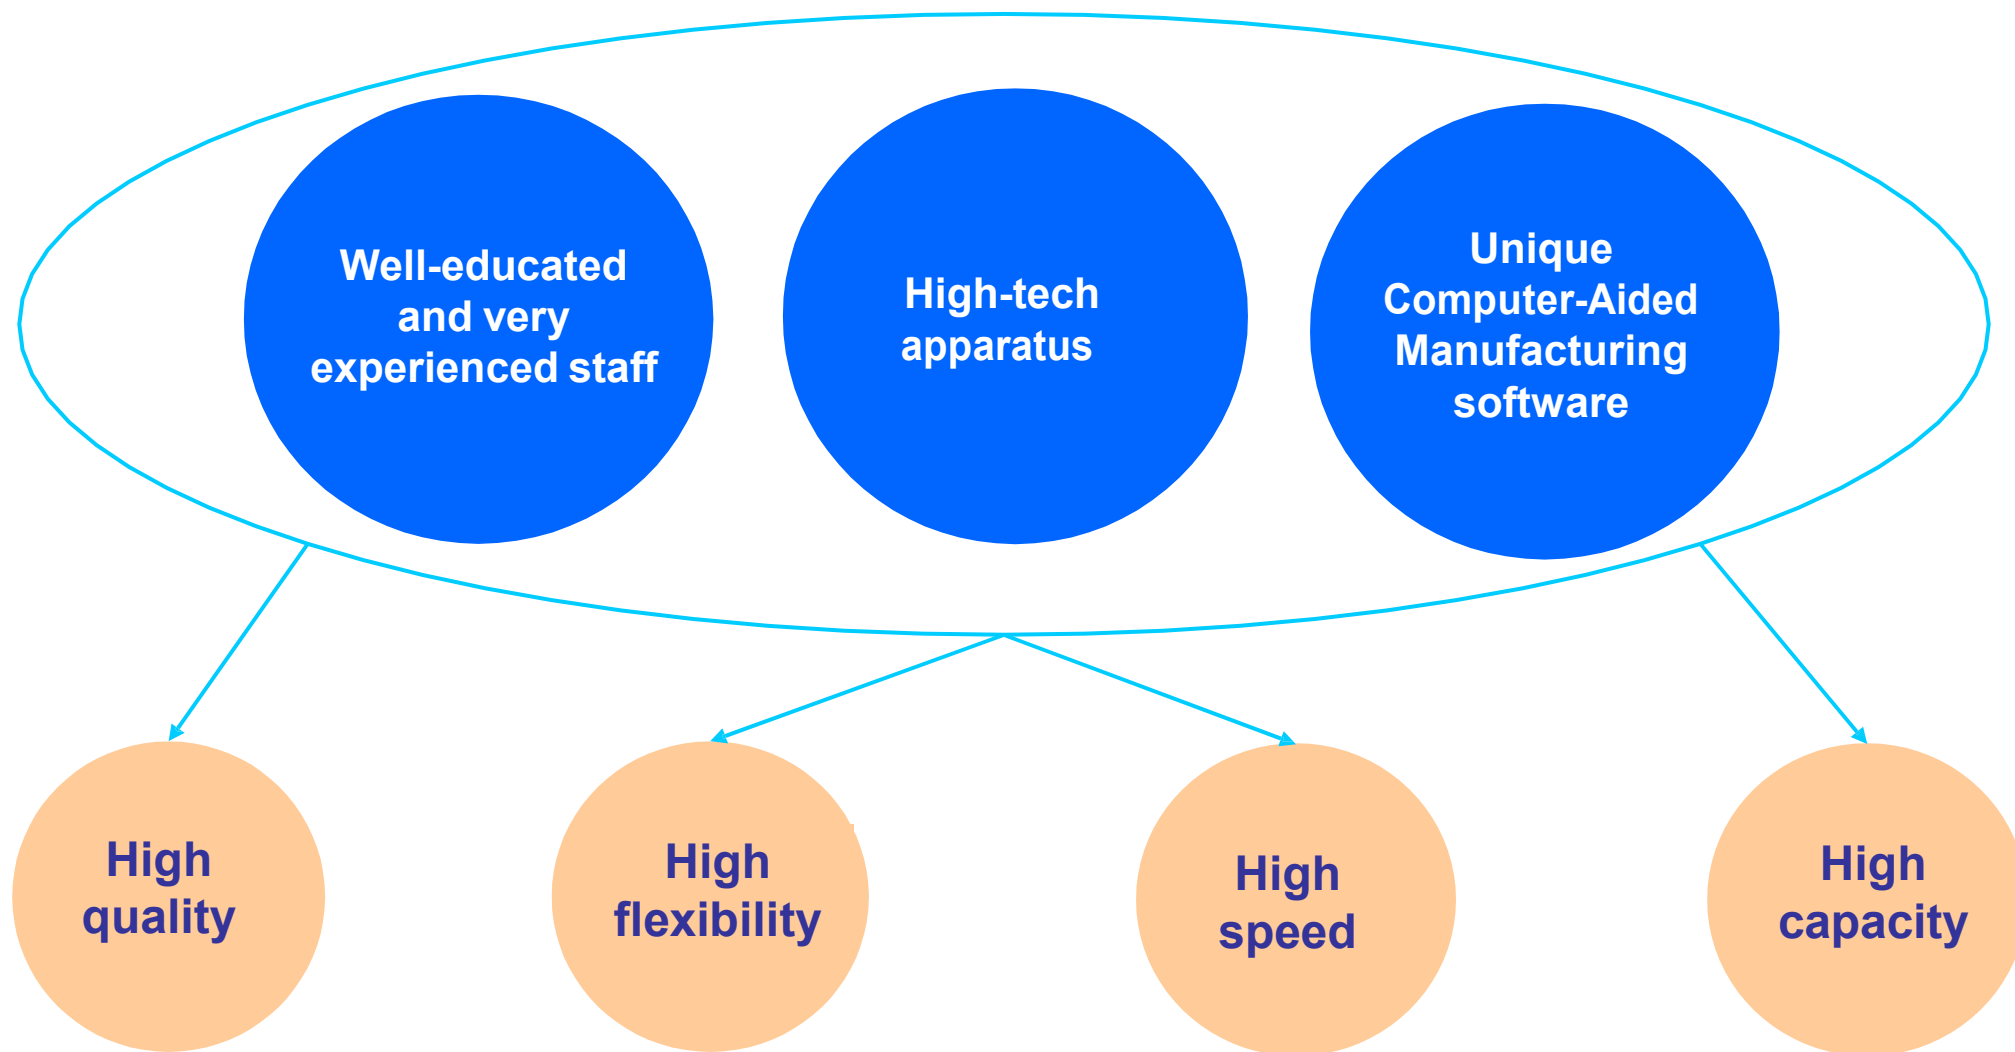 Well-educated
and very
experienced staff
High-tech
apparatus
Unique
Computer-Aided
Manufacturing
software
High
quality
High
flexibility
High
speed
High
capacity